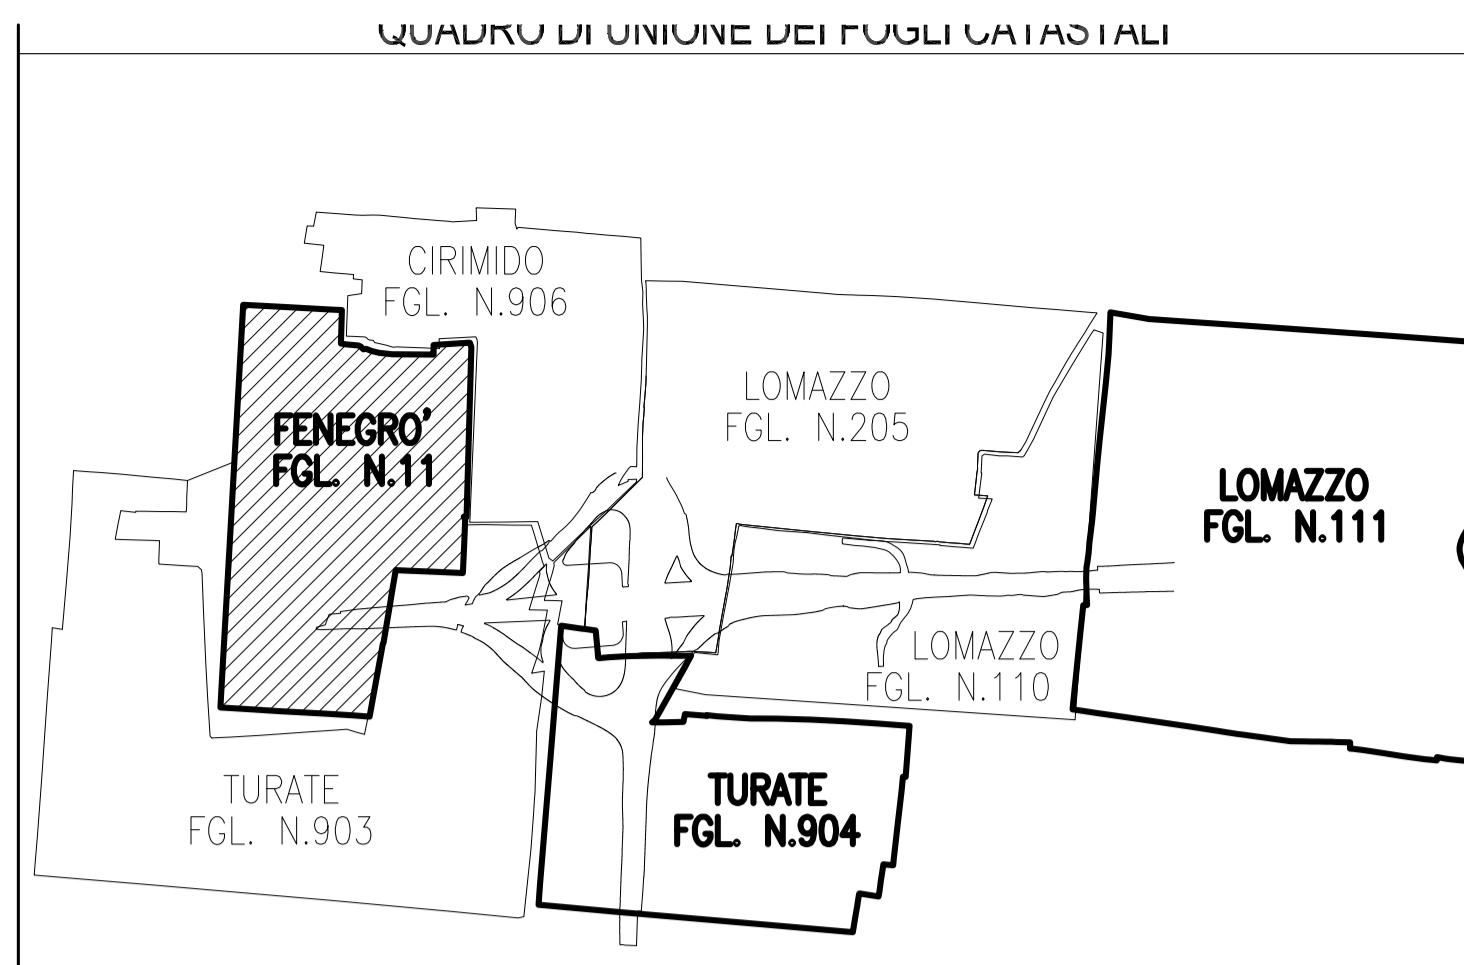 QUADRO DI UNIONE DEI FOGLI CATASTALI
CIRIMIDO
FGL. N.906
LOMAZZO
FGL. N.205
FENEGRO'
FGL. N.11
LOMAZZO
FGL. N.111
LOMAZZO
FGL. N.110
TURATE
FGL. N.903
TURATE
FGL. N.904